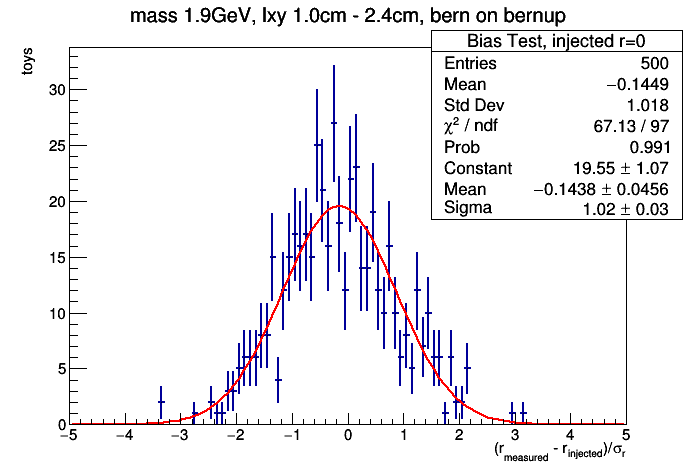 mass 1.9GeV, lxy 1.0cm - 2.4cm, bern on bernup
Bias Test, injected r=0
Entries 500
Mean −0.1449
Std Dev 1.018
χ² / ndf 67.13 / 97
Prob 0.991
Constant 19.55 ± 1.07
Mean −0.1438 ± 0.0456
Sigma 1.02 ± 0.03
toys
30
25
20
15
10
5
0
−5 −4 −3 −2 −1 0 1 2 3 4 5
(r_measured - r_injected)/σ_r